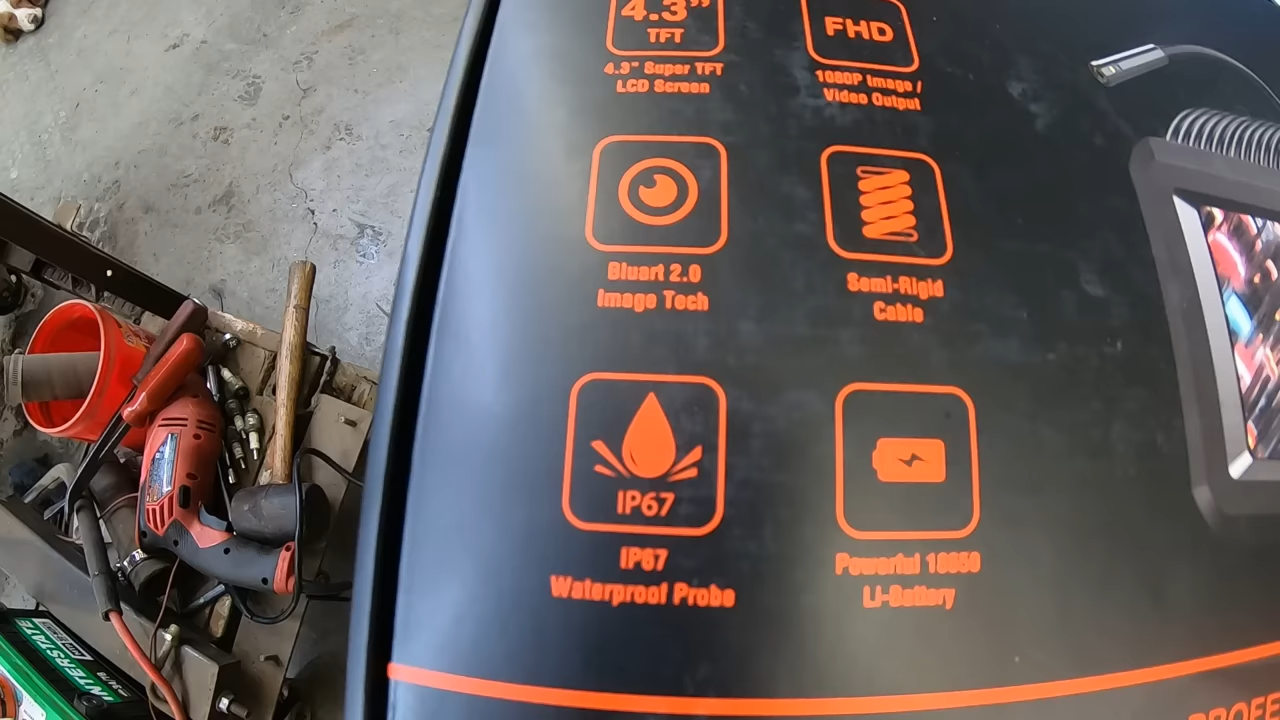 4.3”
TFT
4.3" Super TFT
LCD Screen
FHD
1080P Image /
Video Output
Bluart 2.0
Image Tech
Semi-Rigid
Cable
IP67
IP67
Waterproof Probe
Powerful 18650
Li-Battery
INTERSTATE